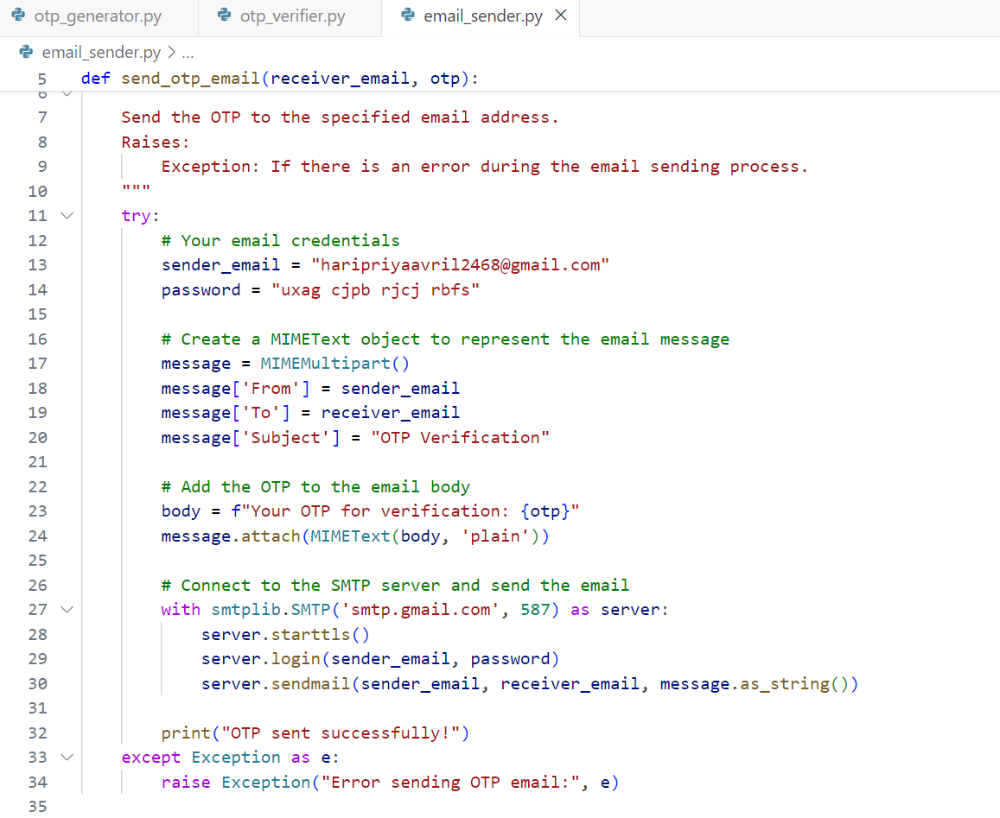 otp_generator.py otp_verifier.py email_sender.py
email_sender.py > ...
5 def send_otp_email(receiver_email, otp):
6
7 Send the OTP to the specified email address.
8 Raises:
9 Exception: If there is an error during the email sending process.
10 """
11 try:
12 # Your email credentials
13 sender_email = "haripriyaavril2468@gmail.com"
14 password = "uxag cjpb rjcj rbfs"
15
16 # Create a MIMEText object to represent the email message
17 message = MIMEMultipart()
18 message['From'] = sender_email
19 message['To'] = receiver_email
20 message['Subject'] = "OTP Verification"
21
22 # Add the OTP to the email body
23 body = f"Your OTP for verification: {otp}"
24 message.attach(MIMEText(body, 'plain'))
25
26 # Connect to the SMTP server and send the email
27 with smtplib.SMTP('smtp.gmail.com', 587) as server:
28 server.starttls()
29 server.login(sender_email, password)
30 server.sendmail(sender_email, receiver_email, message.as_string())
31
32 print("OTP sent successfully!")
33 except Exception as e:
34 raise Exception("Error sending OTP email:", e)
35